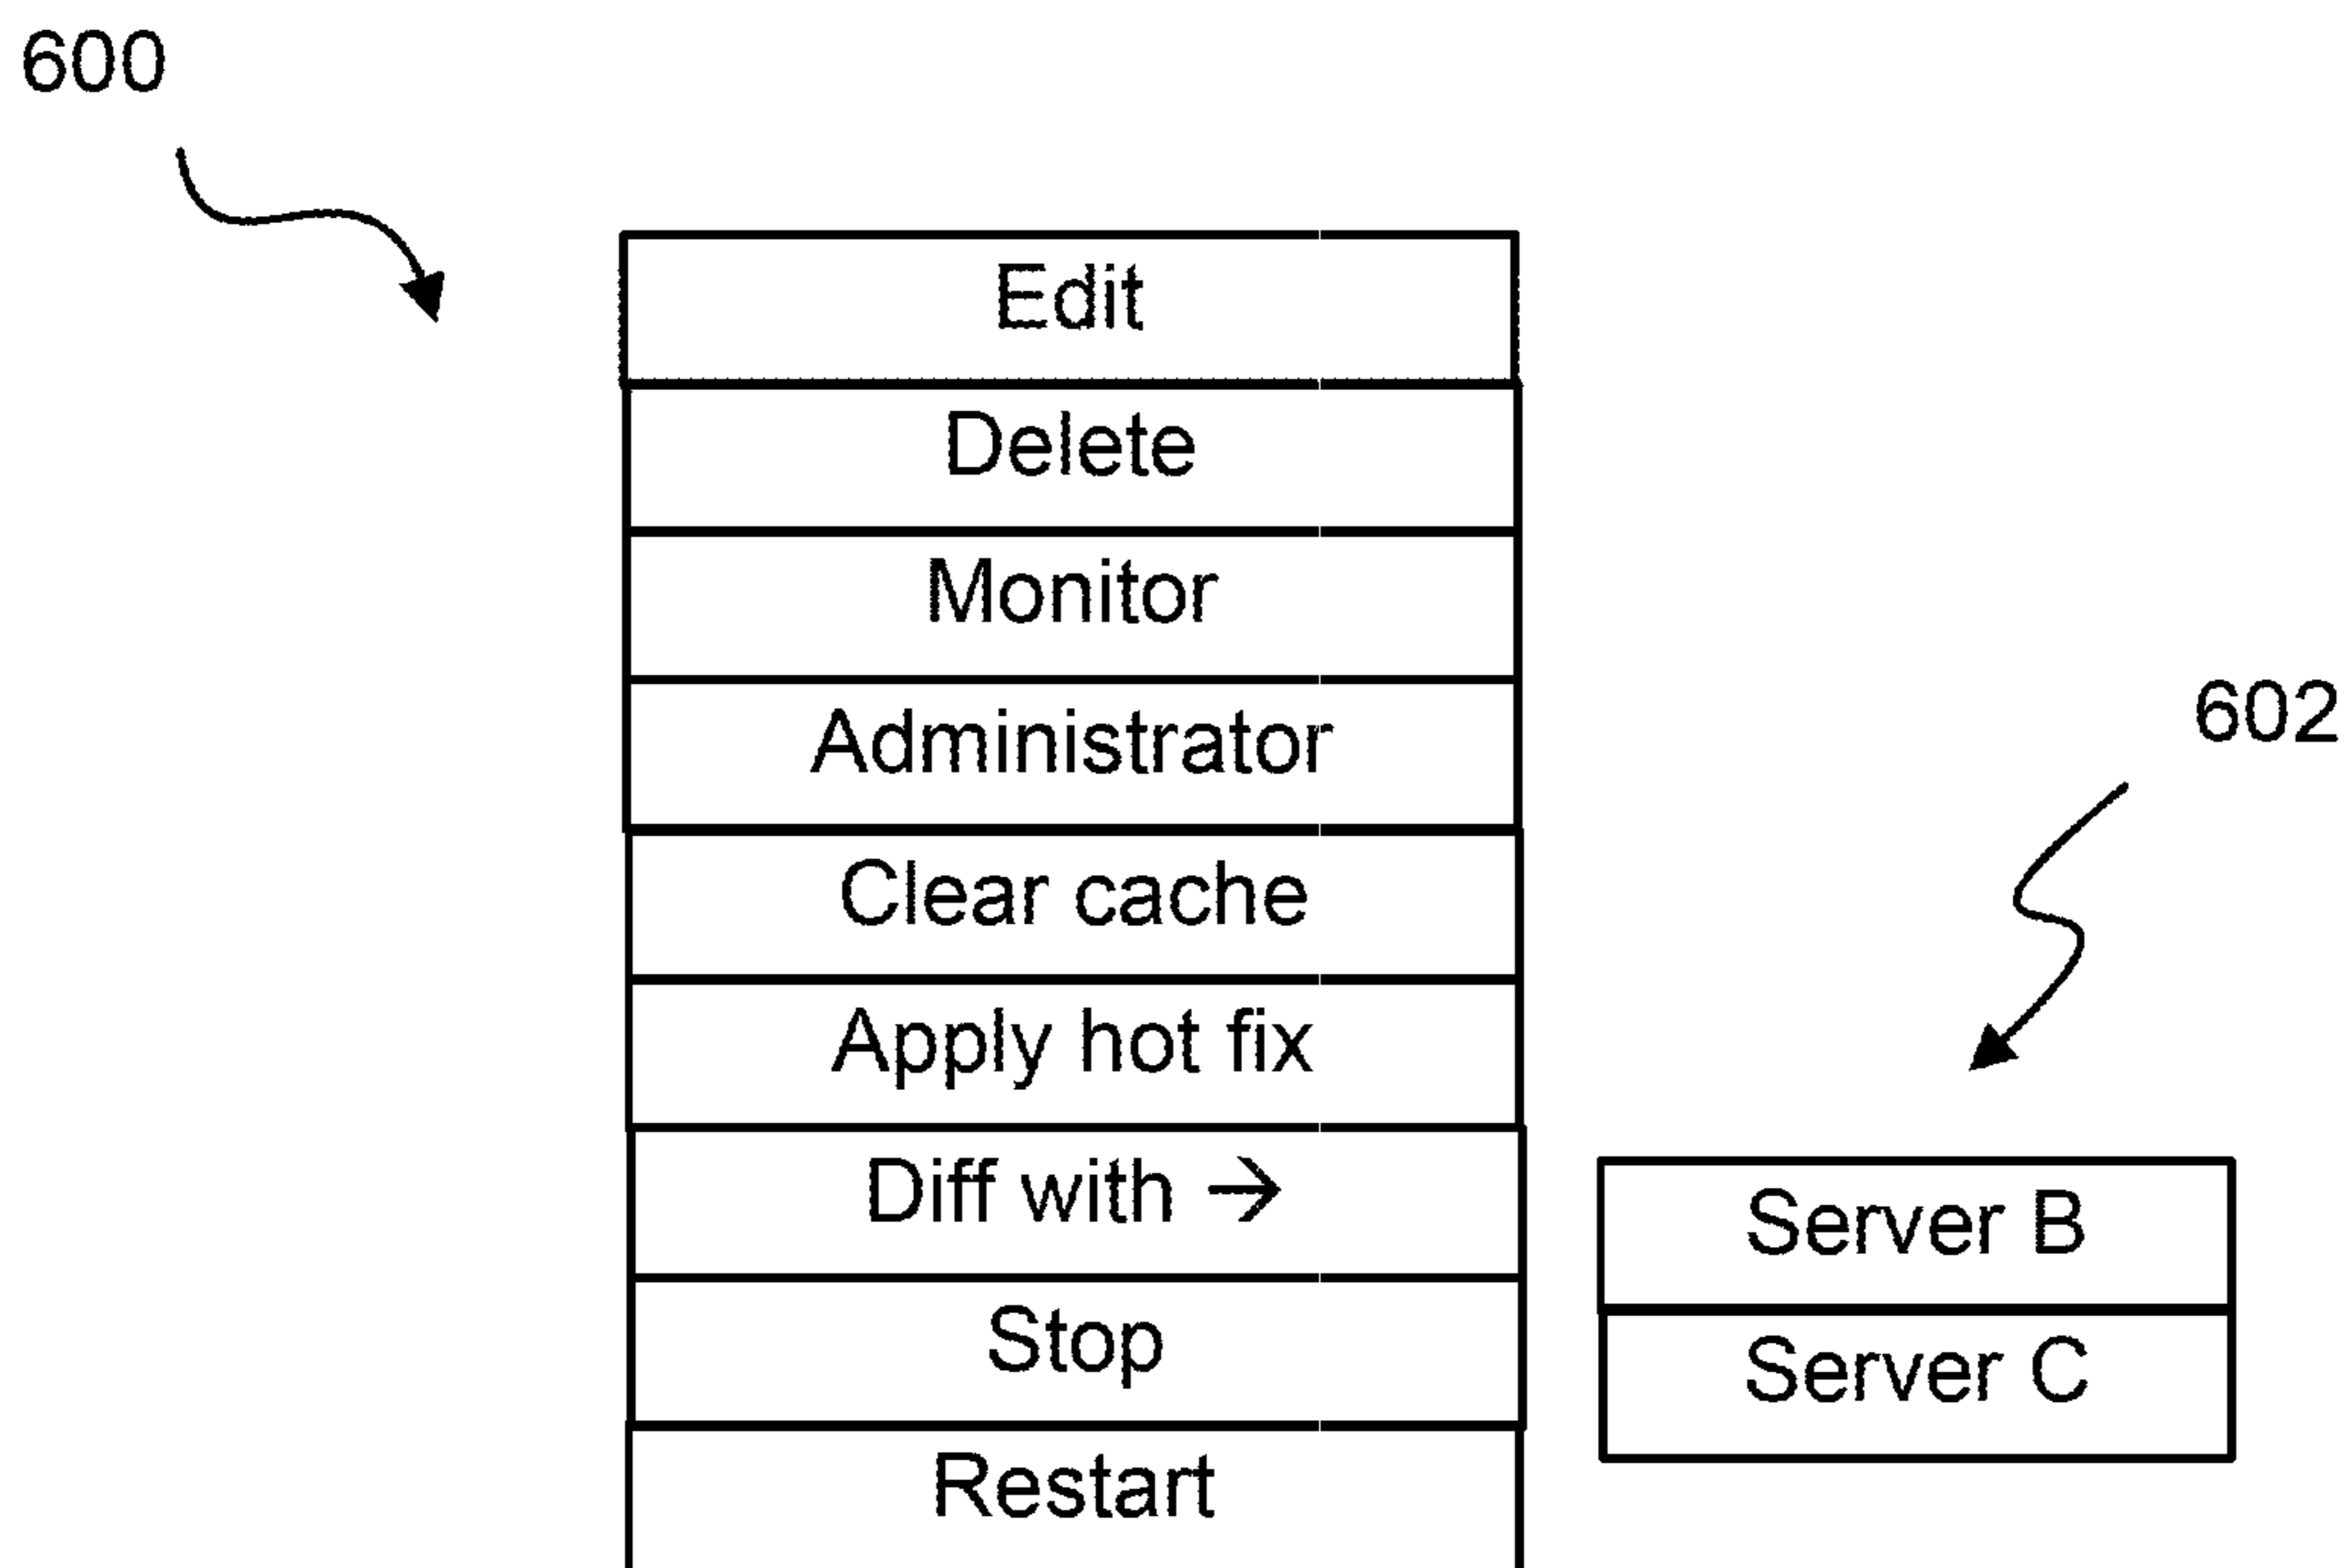 600
Edit
Delete
Monitor
Administrator
602
Clear cache
Apply hot fix
Diff with →
Server B
Stop
Server C
Restart